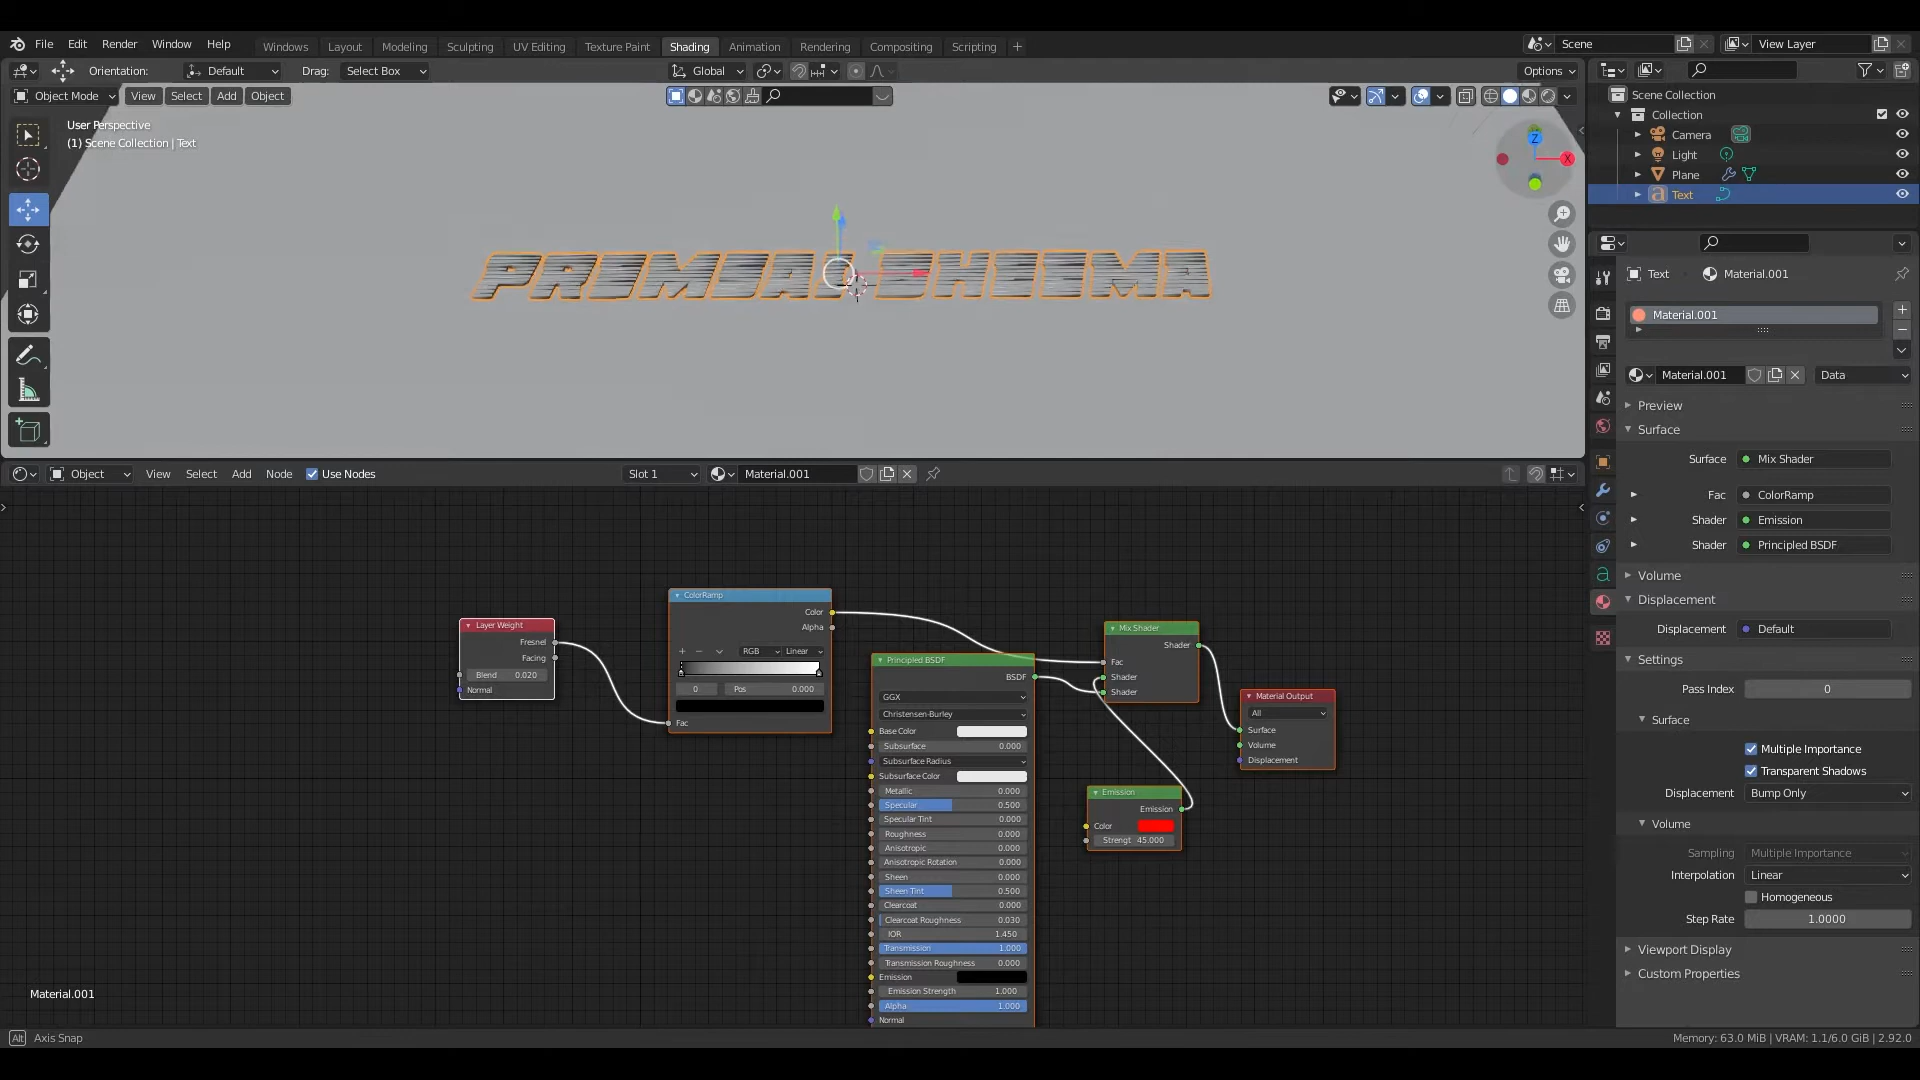 File Edit Render Window Help Windows Layout Modeling Sculpting UV Editing Texture Paint Shading Animation Rendering Compositing Scripting + Scene View Layer
Orientation: Default Drag: Select Box Global Options
Object Mode View Select Add Object
User Perspective
(1) Scene Collection | Text
Z
X
Scene Collection
Collection
Camera
Light
Plane
Text
Text Material.001
Material.001
Material.001 Data
Preview
Surface
Surface Mix Shader
Fac ColorRamp
Shader Emission
Shader Principled BSDF
Volume
Displacement
Displacement Default
Settings
Pass Index 0
Surface
Multiple Importance
Transparent Shadows
Displacement Bump Only
Volume
Sampling Multiple Importance
Interpolation Linear
Homogeneous
Step Rate 1.0000
Viewport Display
Custom Properties
Object View Select Add Node Use Nodes Slot 1 Material.001
Layer Weight
Fresnel
Facing
Blend 0.020
Normal
ColorRamp
Color
Alpha
RGB Linear
0 Pos 0.000
Fac
Principled BSDF
BSDF
GGX
Christensen-Burley
Base Color
Subsurface 0.000
Subsurface Radius
Subsurface Color
Metallic 0.000
Specular 0.500
Specular Tint 0.000
Roughness 0.000
Anisotropic 0.000
Anisotropic Rotation 0.000
Sheen 0.000
Sheen Tint 0.500
Clearcoat 0.000
Clearcoat Roughness 0.030
IOR 1.450
Transmission 1.000
Transmission Roughness 0.000
Emission
Emission Strength 1.000
Alpha 1.000
Normal
Mix Shader
Shader
Fac
Shader
Shader
Emission
Emission
Color
Strengt 45.000
Material Output
All
Surface
Volume
Displacement
Material.001
Alt Axis Snap
Memory: 63.0 MiB | VRAM: 1.1/6.0 GiB | 2.92.0